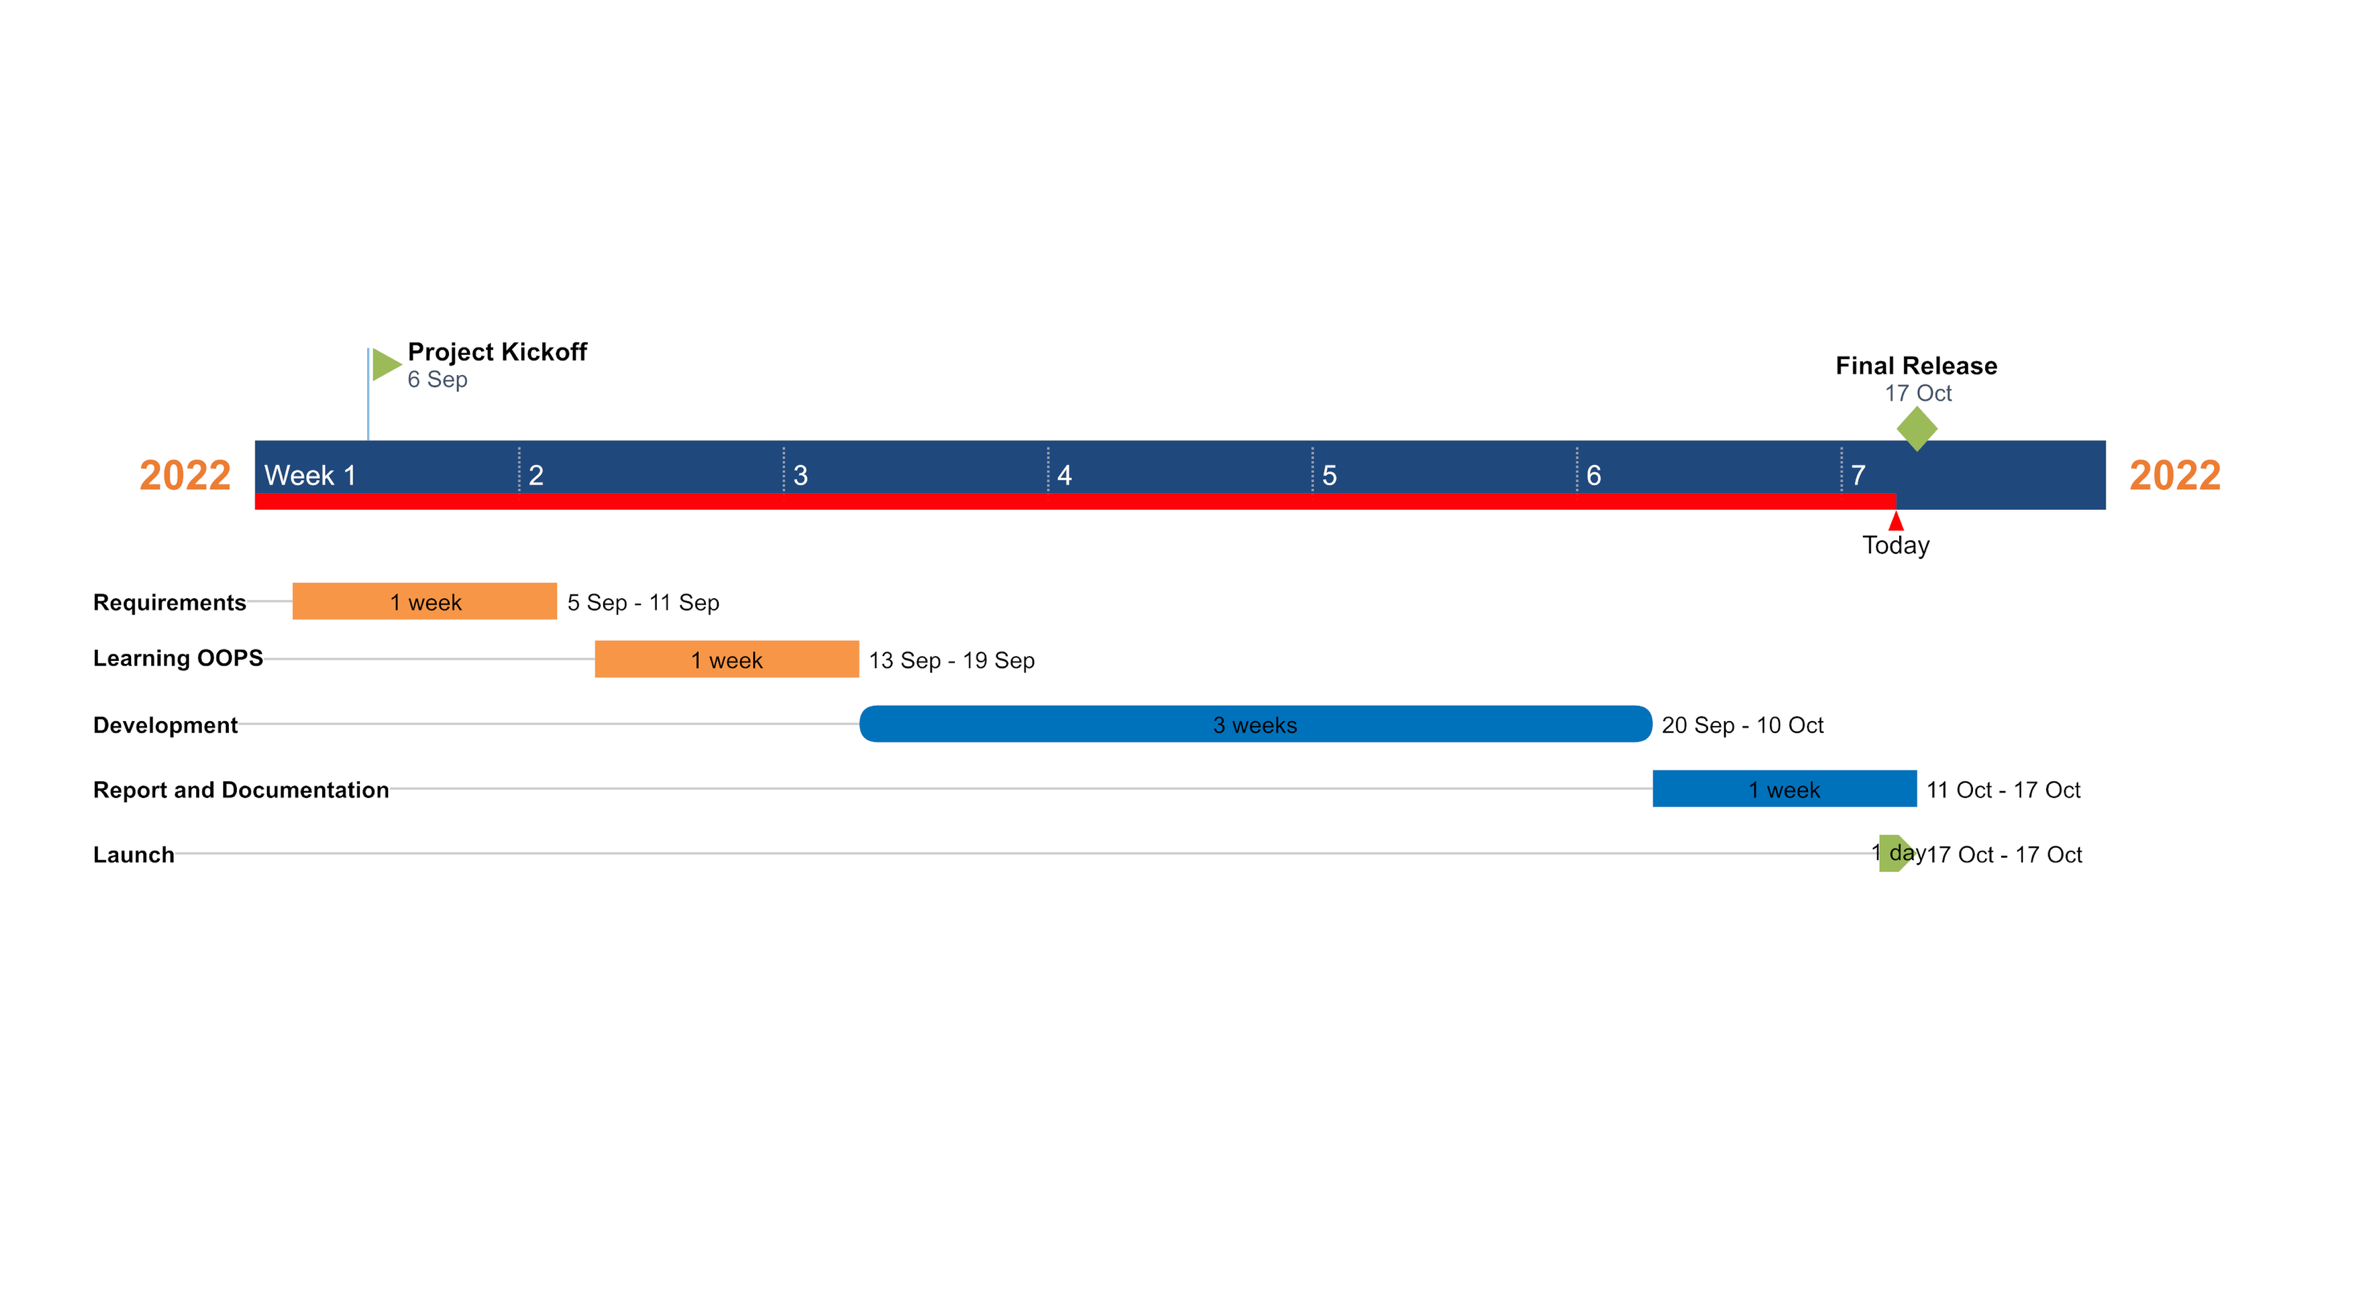 Project Kickoff
6 Sep
Final Release
17 Oct
2022
Week 1
2
3
4
5
6
7
2022
Today
Requirements
1 week
5 Sep - 11 Sep
Learning OOPS
1 week
13 Sep - 19 Sep
Development
3 weeks
20 Sep - 10 Oct
Report and Documentation
1 week
11 Oct - 17 Oct
Launch
1 day
17 Oct - 17 Oct